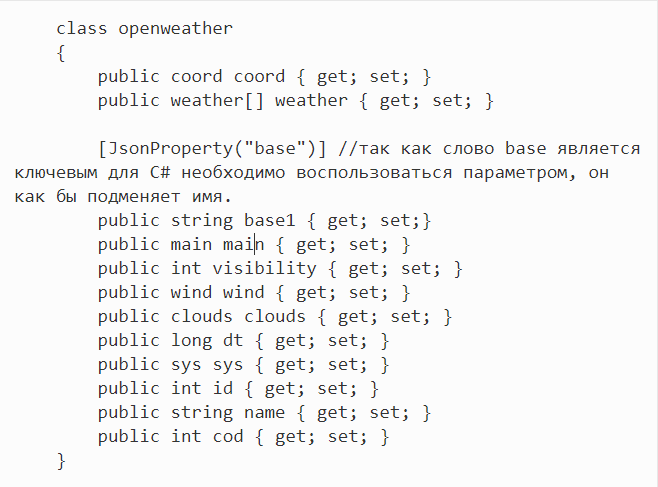 class openweather
{
public coord coord { get; set; }
public weather[] weather { get; set; }
[JsonProperty("base")] //так как слово base является
ключевым для C# необходимо воспользоваться параметром, он
как бы подменяет имя.
public string base1 { get; set;}
public main main { get; set; }
public int visibility { get; set; }
public wind wind { get; set; }
public clouds clouds { get; set; }
public long dt { get; set; }
public sys sys { get; set; }
public int id { get; set; }
public string name { get; set; }
public int cod { get; set; }
}